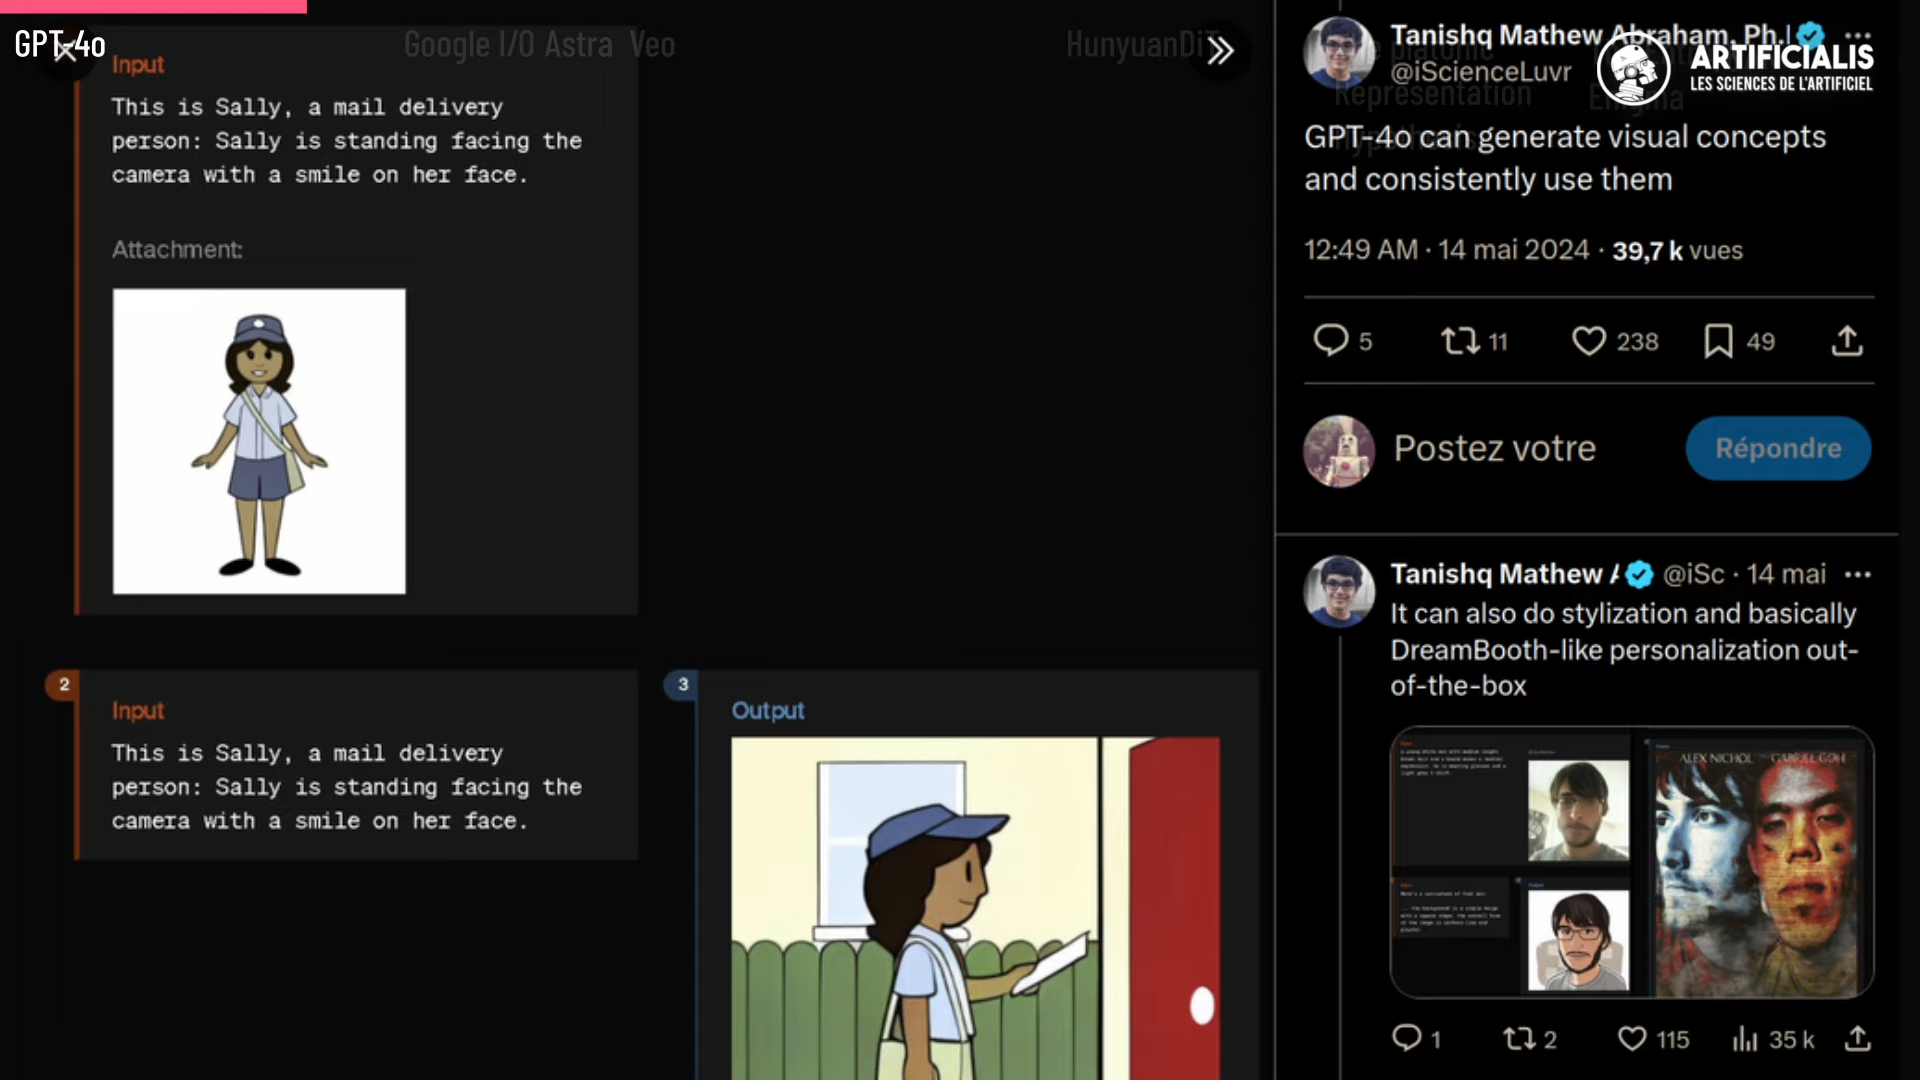 GPT-4o
Google I/O Astra Veo
HunyuanDiT
Input
This is Sally, a mail delivery
person: Sally is standing facing the
camera with a smile on her face.
Attachment:
2
Input
This is Sally, a mail delivery
person: Sally is standing facing the
camera with a smile on her face.
3
Output
Tanishq Mathew Abraham, Ph.
@iScienceLuvr
ARTIFICIALIS
LES SCIENCES DE L'ARTIFICIEL
Representation
GPT-4o can generate visual concepts
and consistently use them
12:49 AM · 14 mai 2024 · 39,7 k vues
5 11 238 49
Postez votre
Répondre
Tanishq Mathew @iSc · 14 mai
It can also do stylization and basically
DreamBooth-like personalization out-
of-the-box
ALEX NICHOL GABRIEL GOH
1 2 115 35 k